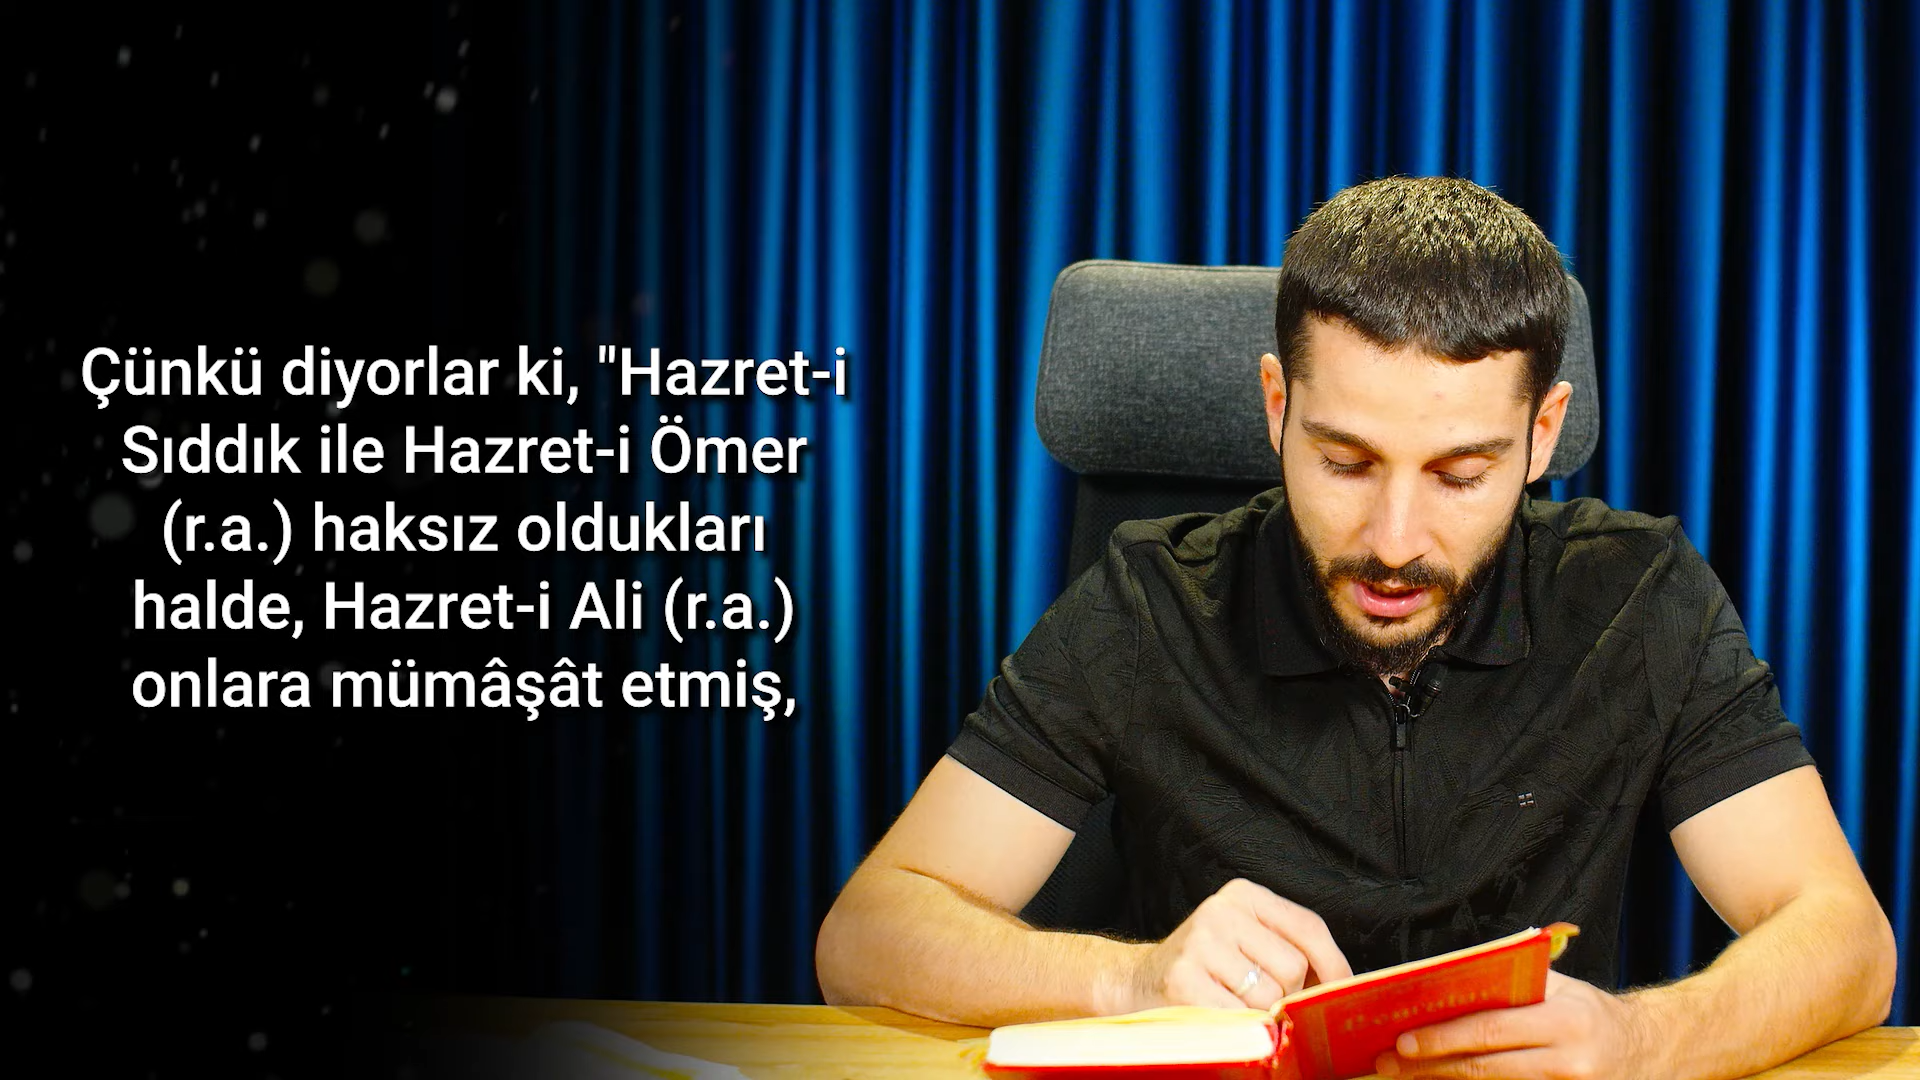 Çünkü diyorlar ki, "Hazret-i
Sıddık ile Hazret-i Ömer
(r.a.) haksız oldukları
halde, Hazret-i Ali (r.a.)
onlara mümâşât etmiş,